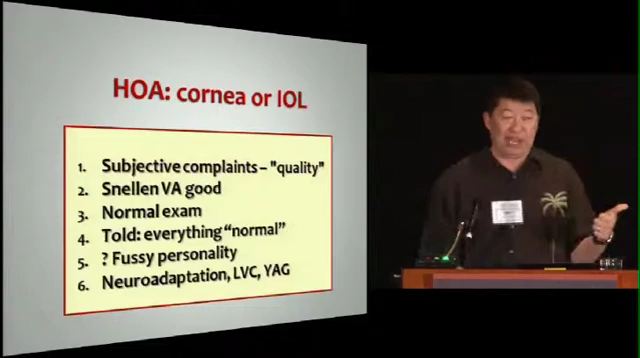 HOA: cornea or IOL
1. Subjective complaints – "quality"
2. Snellen VA good
3. Normal exam
4. Told: everything "normal"
5. ? Fussy personality
6. Neuroadaptation, LVC, YAG